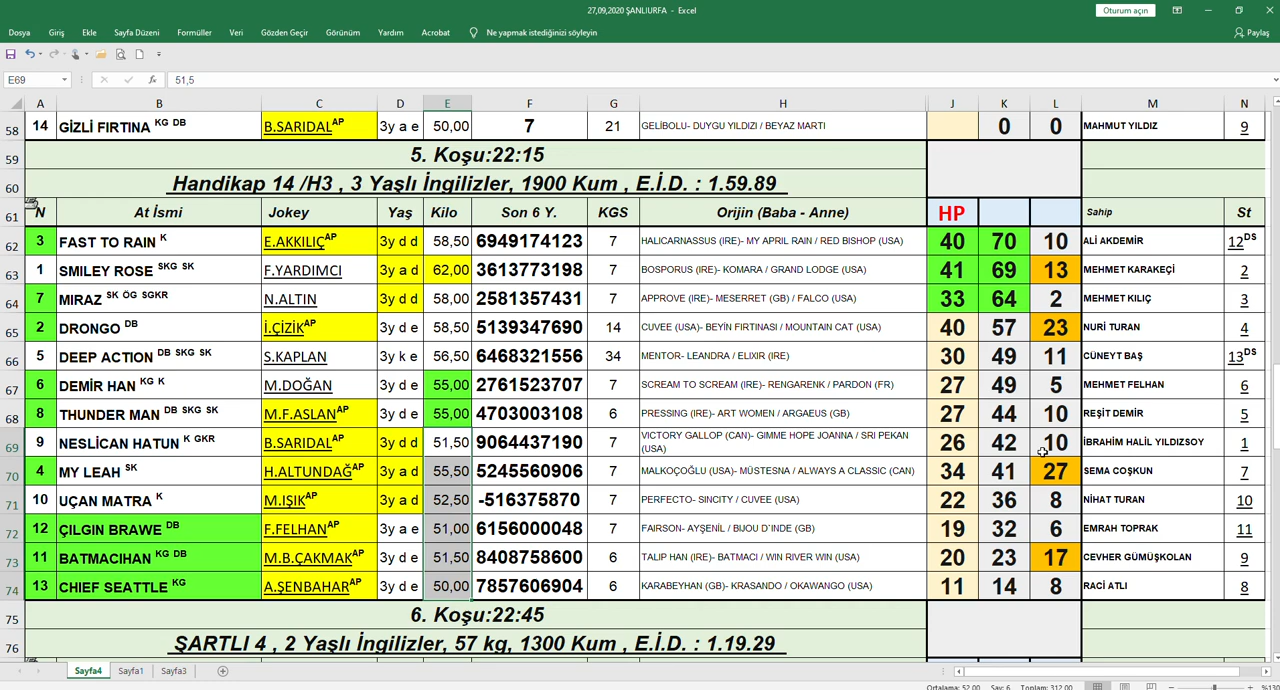 27,09,2020 ŞANLIURFA - Excel
Oturum açın
Dosya Giriş Ekle Sayfa Düzeni Formüller Veri Gözden Geçir Görünüm Yardım Acrobat Ne yapmak istediğinizi söyleyin Paylaş
E69 fx 51,5
A B C D E F G H J K L M N
58 14 GİZLİ FIRTINA KG DB B.SARIDAL AP 3y a e 50,00 7 21 GELİBOLU- DUYGU YILDIZI / BEYAZ MARTI 0 0 MAHMUT YILDIZ 9
59 5. Koşu:22:15
60 Handikap 14 /H3 , 3 Yaşlı İngilizler, 1900 Kum , E.İ.D. : 1.59.89
61 N At İsmi Jokey Yaş Kilo Son 6 Y. KGS Orijin (Baba - Anne) HP Sahip St
62 3 FAST TO RAIN K E.AKKILIÇ AP 3y d d 58,50 6949174123 7 HALICARNASSUS (IRE)- MY APRIL RAIN / RED BISHOP (USA) 40 70 10 ALİ AKDEMİR 12 DS
63 1 SMILEY ROSE SKG SK F.YARDIMCI 3y a d 62,00 3613773198 7 BOSPORUS (IRE)- KOMARA / GRAND LODGE (USA) 41 69 13 MEHMET KARAKEÇİ 2
64 7 MIRAZ SK ÖG SGKR N.ALTIN 3y d d 58,00 2581357431 7 APPROVE (IRE)- MESERRET (GB) / FALCO (USA) 33 64 2 MEHMET KILIÇ 3
65 2 DRONGO DB İ.ÇİZİK AP 3y d e 58,50 5139347690 14 CUVEE (USA)- BEYİN FIRTINASI / MOUNTAIN CAT (USA) 40 57 23 NURİ TURAN 4
66 5 DEEP ACTION DB SKG SK S.KAPLAN 3y k e 56,50 6468321556 34 MENTOR- LEANDRA / ELIXIR (IRE) 30 49 11 CÜNEYT BAŞ 13 DS
67 6 DEMİR HAN KG K M.DOĞAN 3y d e 55,00 2761523707 7 SCREAM TO SCREAM (IRE)- RENGARENK / PARDON (FR) 27 49 5 MEHMET FELHAN 6
68 8 THUNDER MAN DB SKG SK M.F.ASLAN AP 3y d e 55,00 4703003108 6 PRESSING (IRE)- ART WOMEN / ARGAEUS (GB) 27 44 10 REŞİT DEMİR 5
69 9 NESLİCAN HATUN K GKR B.SARIDAL AP 3y d d 51,50 9064437190 7 VICTORY GALLOP (CAN)- GIMME HOPE JOANNA / SRI PEKAN (USA) 26 42 10 İBRAHİM HALİL YILDIZSOY 1
70 4 MY LEAH SK H.ALTUNDAĞ AP 3y a d 55,50 5245560906 7 MALKOÇOĞLU (USA)- MÜSTESNA / ALWAYS A CLASSIC (CAN) 34 41 27 SEMA COŞKUN 7
71 10 UÇAN MATRA K M.IŞIK AP 3y a d 52,50 -516375870 7 PERFECTO- SINCITY / CUVEE (USA) 22 36 8 NİHAT TURAN 10
72 12 ÇILGIN BRAWE DB F.FELHAN AP 3y a e 51,00 6156000048 7 FAIRSON- AYŞENİL / BIJOU D`INDE (GB) 19 32 6 EMRAH TOPRAK 11
73 11 BATMACIHAN KG DB M.B.ÇAKMAK AP 3y d e 51,50 8408758600 6 TALIP HAN (IRE)- BATMACI / WIN RIVER WIN (USA) 20 23 17 CEVHER GÜMÜŞKOLAN 9
74 13 CHIEF SEATTLE KG A.ŞENBAHAR AP 3y d e 50,00 7857606904 6 KARABEYHAN (GB)- KRASANDO / OKAWANGO (USA) 11 14 8 RACİ ATLI 8
75 6. Koşu:22:45
76 ŞARTLI 4 , 2 Yaşlı İngilizler, 57 kg, 1300 Kum , E.İ.D. : 1.19.29
Sayfa4 Sayfa1 Sayfa3
Ortalama: 52,00 Say: 6 Toplam: 312,00 %130